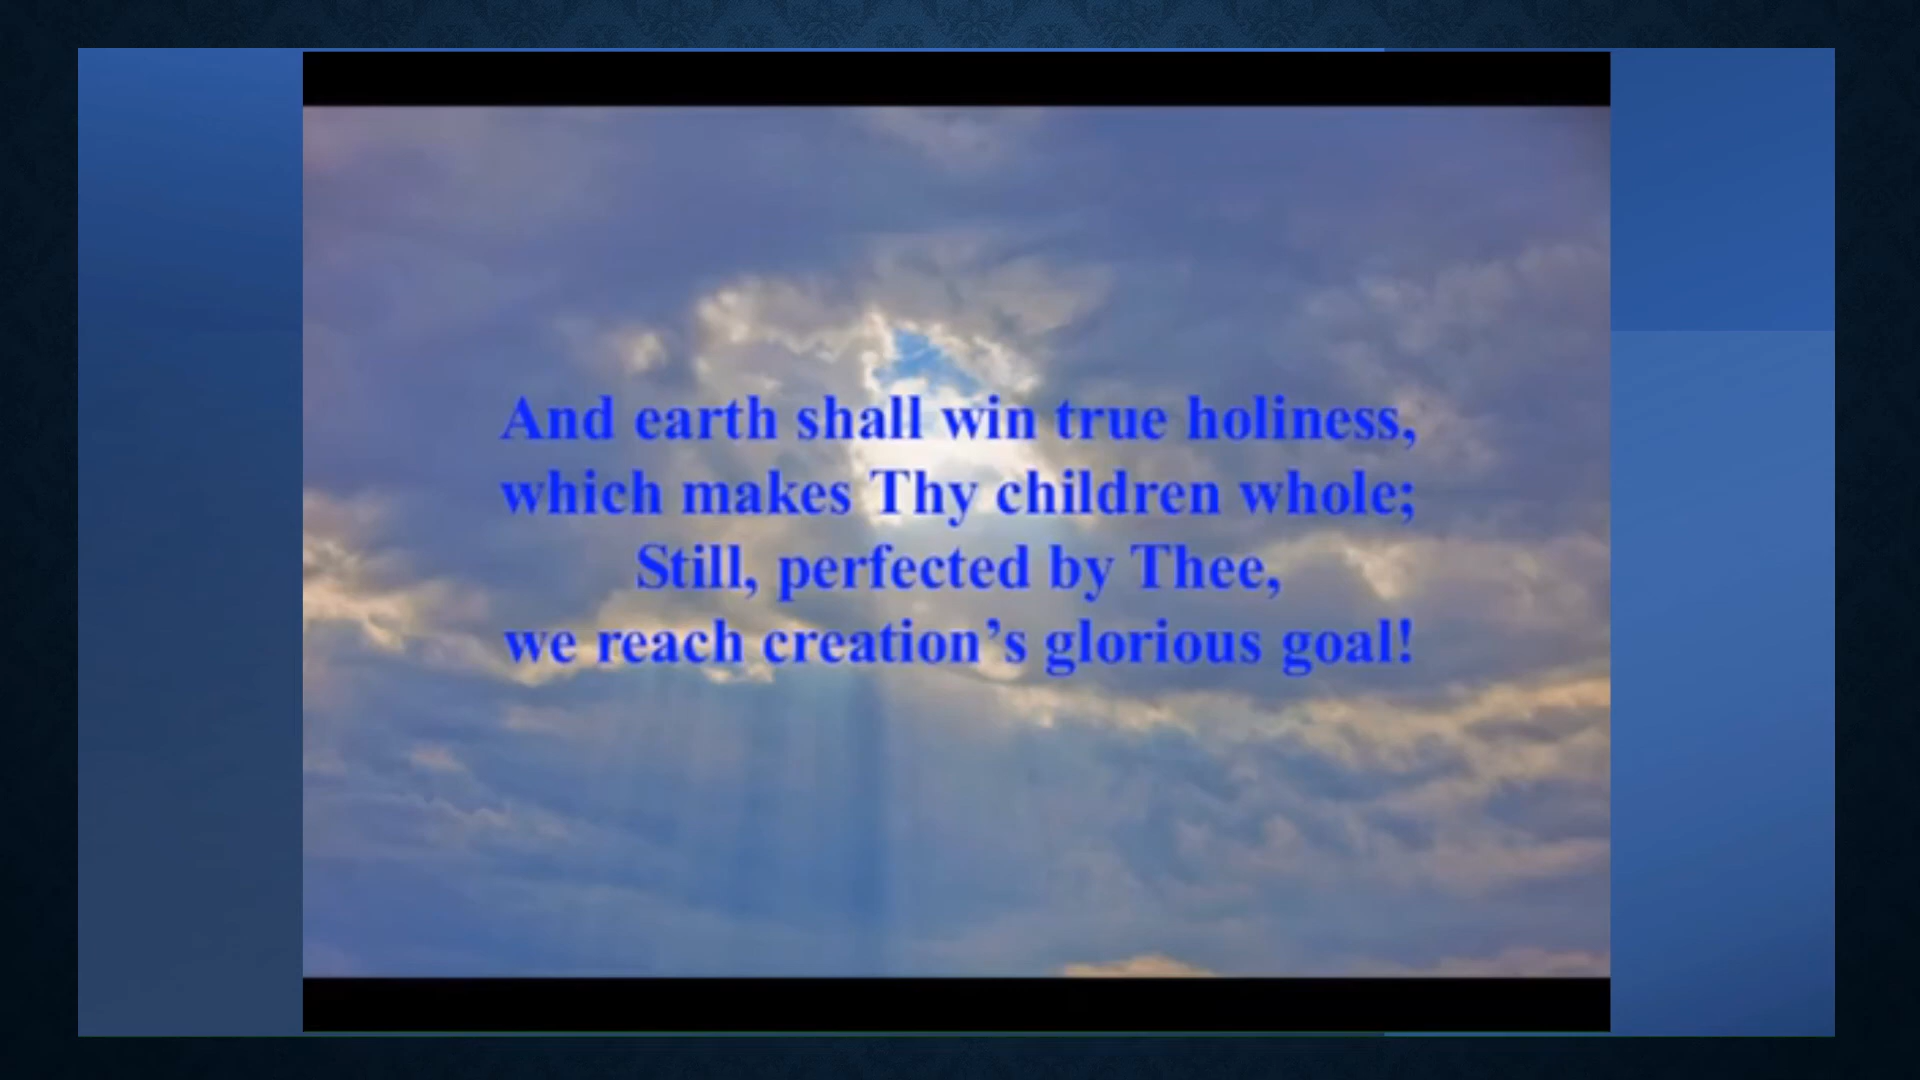 And earth shall win true holiness,
which makes Thy children whole;
Still, perfected by Thee,
we reach creation’s glorious goal!